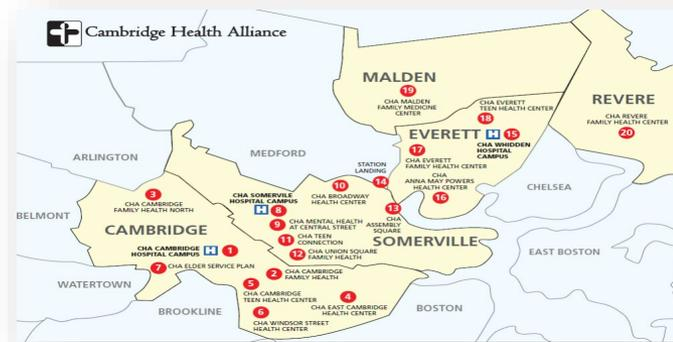 Cambridge Health Alliance
MALDEN
19
CHA MALDEN
FAMILY MEDICINE
CENTER
CHA EVERETT
TEEN HEALTH CENTER
18
REVERE
CHA REVERE
FAMILY HEALTH CENTER
20
EVERETT H 15
CHA WHIDDEN
HOSPITAL
CAMPUS
17
CHA EVERETT
FAMILY HEALTH CENTER
CHA
ANNA MAY POWERS
HEALTH CENTER
16
ARLINGTON
MEDFORD
STATION
LANDING
14
CHELSEA
3
CHA CAMBRIDGE
FAMILY HEALTH NORTH
BELMONT
CAMBRIDGE
CHA CAMBRIDGE
HOSPITAL CAMPUS
H 1
7 CHA ELDER SERVICE PLAN
CHA SOMERVILE
HOSPITAL CAMPUS
H 8
10
CHA BROADWAY
HEALTH CENTER
9 CHA MENTAL HEALTH
AT CENTRAL STREET
11 CHA TEEN
CONNECTION
12 CHA UNION SQUARE
FAMILY HEALTH
13
CHA
ASSEMBLY
SQUARE
SOMERVILLE
EAST BOSTON
WATERTOWN
2 CHA CAMBRIDGE
FAMILY HEALTH
5
CHA CAMBRIDGE
TEEN HEALTH CENTER
4
CHA EAST CAMBRIDGE
HEALTH CENTER
6
CHA WINDSOR STREET
HEALTH CENTER
BROOKLINE
BOSTON